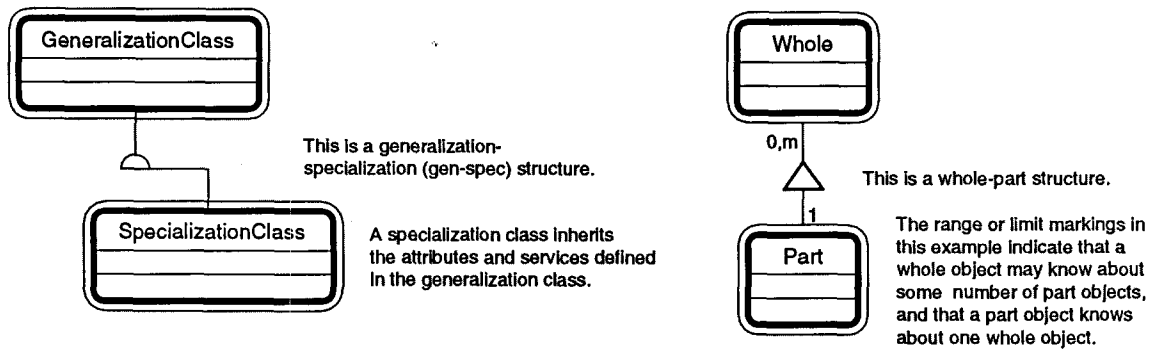 GeneralizationClass
This is a generalization-
specialization (gen-spec) structure.
SpecializationClass
A specialization class inherits
the attributes and services defined
in the generalization class.
Whole
0,m
This is a whole-part structure.
1
Part
The range or limit markings in
this example indicate that a
whole object may know about
some number of part objects,
and that a part object knows
about one whole object.